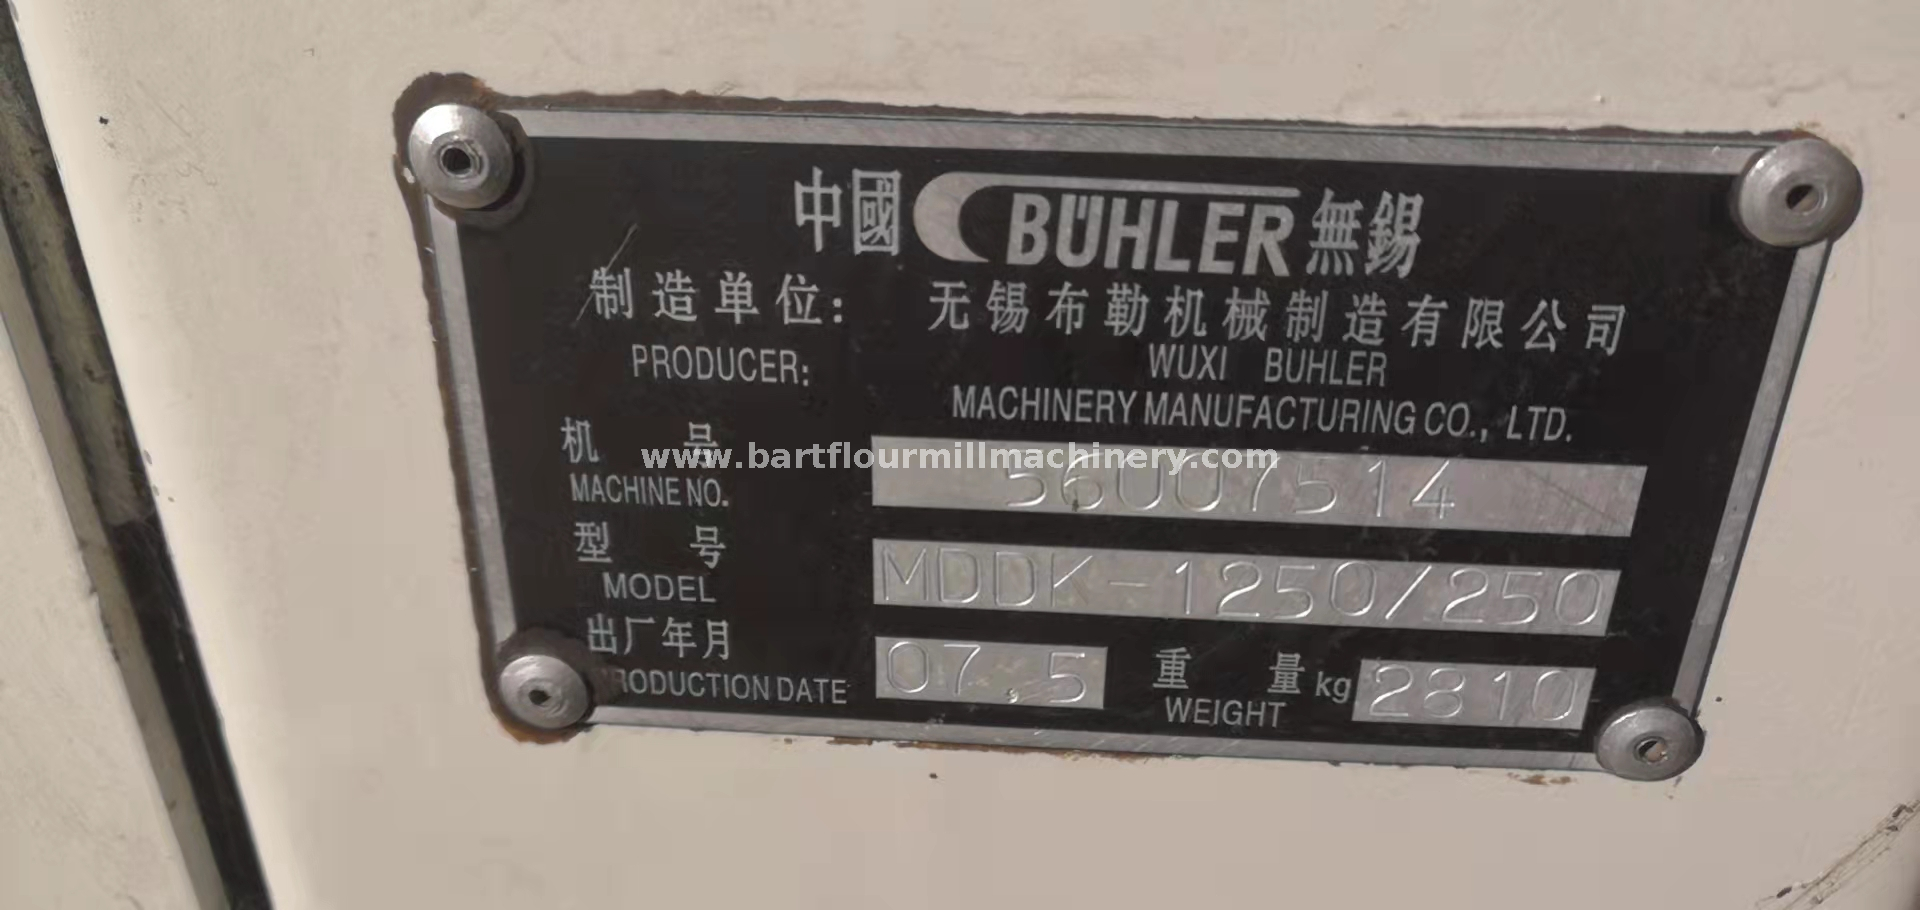 中國 BÜHLER 無錫
制造单位: 无锡布勒机械制造有限公司
PRODUCER: WUXI BUHLER
MACHINERY MANUFACTURING CO., LTD.
机 号
www.bartflourmillmachinery.com
MACHINE NO. 56007514
型 号
MODEL MDDK-1250/250
出厂年月 07.5 重 量 kg 2810
PRODUCTION DATE WEIGHT